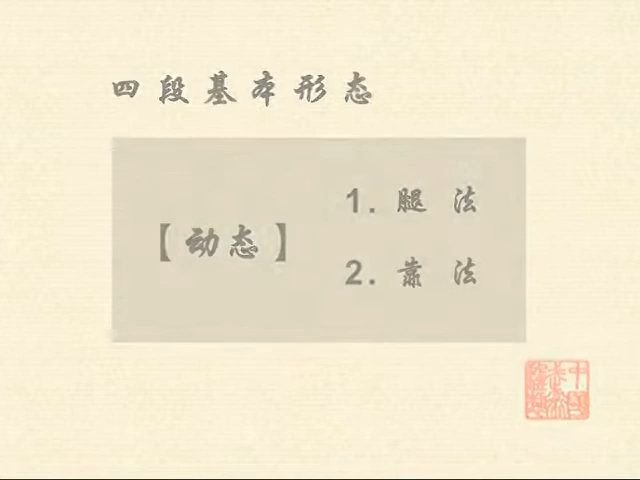 四段基本形态
【动态】
1. 腿 法
2. 靠 法